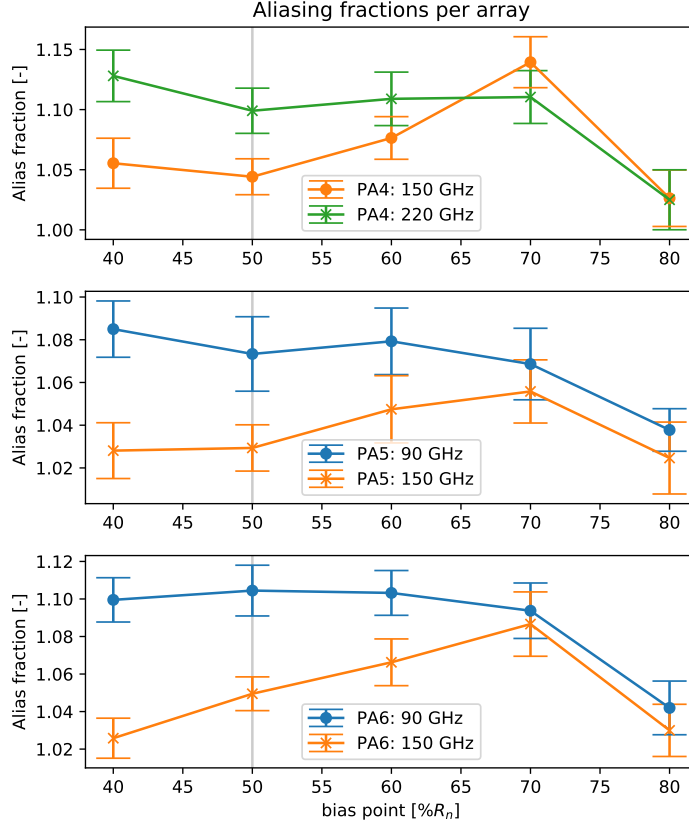 Aliasing fractions per array
Alias fraction [-]
1.15
1.10
1.05
1.00
PA4: 150 GHz
PA4: 220 GHz
40 45 50 55 60 65 70 75 80
Alias fraction [-]
1.10
1.08
1.06
1.04
1.02
PA5: 90 GHz
PA5: 150 GHz
40 45 50 55 60 65 70 75 80
Alias fraction [-]
1.12
1.10
1.08
1.06
1.04
1.02
PA6: 90 GHz
PA6: 150 GHz
40 45 50 55 60 65 70 75 80
bias point [%Rₙ]